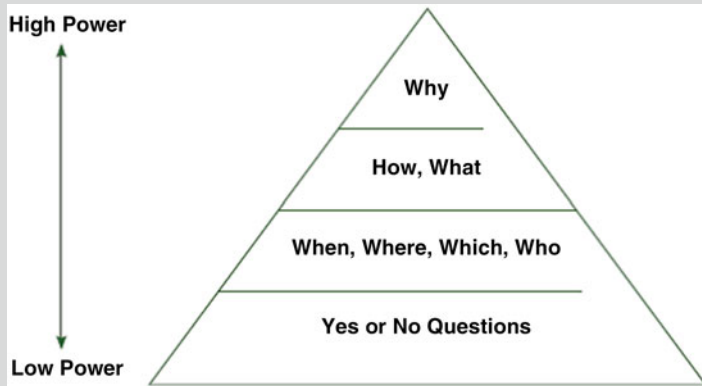 High Power
Why
How, What
When, Where, Which, Who
Yes or No Questions
Low Power